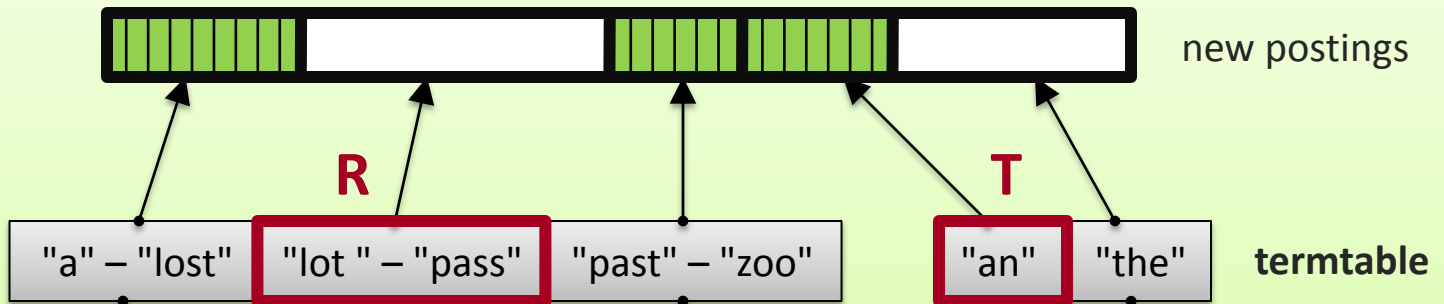 new postings
R T
"a" – "lost" "lot " – "pass" "past" – "zoo" "an" "the" termtable